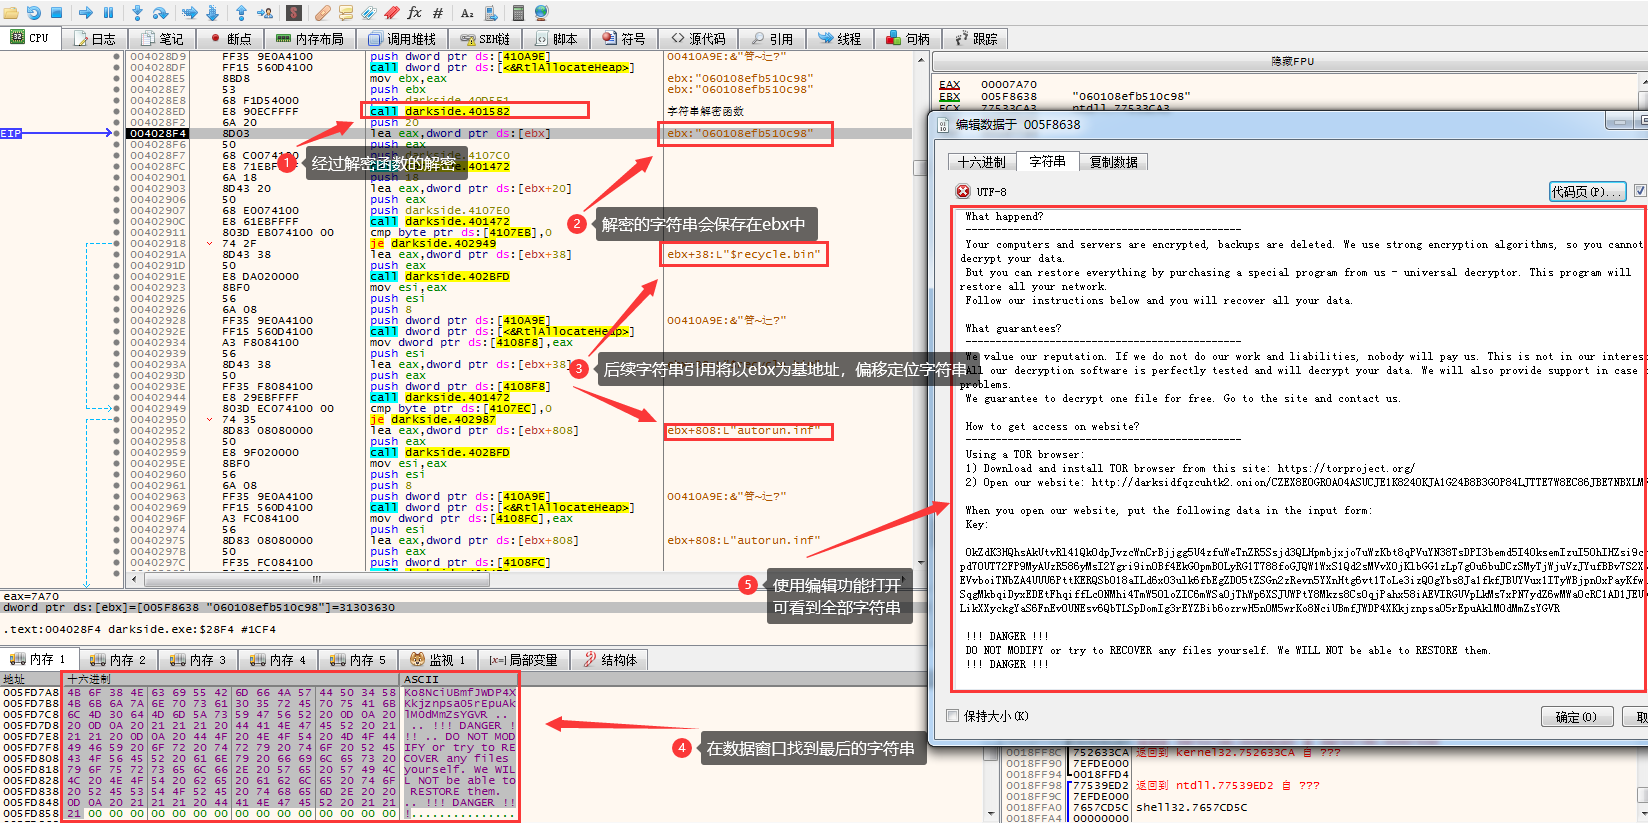 CPU
日志
笔记
断点
内存布局
调用堆栈
SEH链
脚本
符号
源代码
引用
线程
句柄
跟踪
004028D9 FF35 9E0A4100 push dword ptr ds:[410A9E] 00410A9E:&"管~辷?"
004028DF FF15 560D4100 call dword ptr ds:[<&RtlAllocateHeap>]
004028E5 8BD8 mov ebx,eax ebx:"060108efb510c98"
004028E7 53 push ebx ebx:"060108efb510c98"
004028E8 68 F1D54000 push darkside.40D5F1
004028ED E8 90ECFFFF call darkside.401582 字符串解密函数
004028F2 6A 20 push 20
EIP 004028F4 8D03 lea eax,dword ptr ds:[ebx] ebx:"060108efb510c98"
004028F6 50 push eax
004028F7 68 C0074100 push darkside.4107C0
004028FC E8 71EBFFFF call darkside.401472
00402901 6A 18 push 18
00402903 8D43 20 lea eax,dword ptr ds:[ebx+20]
00402906 50 push eax
00402907 68 E0074100 push darkside.4107E0
0040290C E8 61EBFFFF call darkside.401472
00402911 803D EB074100 00 cmp byte ptr ds:[4107EB],0
00402918 74 2F je darkside.402949
0040291A 8D43 38 lea eax,dword ptr ds:[ebx+38] ebx+38:L"$recycle.bin"
0040291D 50 push eax
0040291E E8 DA020000 call darkside.402BFD
00402923 8BF0 mov esi,eax
00402925 56 push esi
00402926 6A 08 push 8
00402928 FF35 9E0A4100 push dword ptr ds:[410A9E] 00410A9E:&"管~辷?"
0040292E FF15 560D4100 call dword ptr ds:[<&RtlAllocateHeap>]
00402934 A3 F8084100 mov dword ptr ds:[4108F8],eax
00402939 56 push esi
0040293A 8D43 38 lea eax,dword ptr ds:[ebx+38]
0040293D 50 push eax
0040293E FF35 F8084100 push dword ptr ds:[4108F8]
00402944 E8 29EBFFFF call darkside.401472
00402949 803D EC074100 00 cmp byte ptr ds:[4107EC],0
00402950 74 35 je darkside.402987
00402952 8D83 08080000 lea eax,dword ptr ds:[ebx+808] ebx+808:L"autorun.inf"
00402958 50 push eax
00402959 E8 9F020000 call darkside.402BFD
0040295E 8BF0 mov esi,eax
00402960 56 push esi
00402961 6A 08 push 8
00402963 FF35 9E0A4100 push dword ptr ds:[410A9E] 00410A9E:&"管~辷?"
00402969 FF15 560D4100 call dword ptr ds:[<&RtlAllocateHeap>]
0040296F A3 FC084100 mov dword ptr ds:[4108FC],eax
00402974 56 push esi
00402975 8D83 08080000 lea eax,dword ptr ds:[ebx+808] ebx+808:L"autorun.inf"
0040297B 50 push eax
0040297C FF35 FC084100 push dword ptr ds:[4108FC]
1 经过解密函数的解密
2 解密的字符串会保存在ebx中
3 后续字符串引用将以ebx为基地址，偏移定位字符串
4 在数据窗口找到最后的字符串
5 使用编辑功能打开
可看到全部字符串
隐藏FPU
EAX 00007A70
EBX 005F8638 "060108efb510c98"
ECX 77533CA3 ntdll.77533CA3
编辑数据于 005F8638
十六进制
字符串
复制数据
UTF-8
代码页(P)...
What happend?
----------------------------------------------
Your computers and servers are encrypted, backups are deleted. We use strong encryption algorithms, so you cannot
decrypt your data.
But you can restore everything by purchasing a special program from us - universal decryptor. This program will
restore all your network.
Follow our instructions below and you will recover all your data.
What guarantees?
----------------------------------------------
We value our reputation. If we do not do our work and liabilities, nobody will pay us. This is not in our interes
All our decryption software is perfectly tested and will decrypt your data. We will also provide support in case
problems.
We guarantee to decrypt one file for free. Go to the site and contact us.
How to get access on website?
----------------------------------------------
Using a TOR browser:
1) Download and install TOR browser from this site: https://torproject.org/
2) Open our website: http://darksidfqzcuhtk2.onion/
When you open our website, put the following data in the input form:
Key:
!!! DANGER !!!
DO NOT MODIFY or try to RECOVER any files yourself. We WILL NOT be able to RESTORE them.
!!! DANGER !!!
保持大小(K)
确定(O)
取
eax=7A70
dword ptr ds:[ebx]=[005F8638 "060108efb510c98"]=31303630
.text:004028F4 darkside.exe:$28F4 #1CF4
内存 1
内存 2
内存 3
内存 4
内存 5
监视 1
局部变量
结构体
地址 十六进制 ASCII
005FD7A8 4B 6F 38 4E 63 69 55 42 6D 66 4A 57 44 50 34 58 Ko8NciUBmfJWDP4X
005FD7B8 4B 6B 6A 7A 6E 70 73 61 30 35 72 45 70 75 41 6B Kkjznpsa05rEpuAk
005FD7C8 6C 4D 30 64 4D 6D 5A 73 59 47 56 52 20 0D 0A 20 lM0dMmZsYGVR ..
005FD7D8 20 0D 0A 20 21 21 21 20 44 41 4E 47 45 52 20 21 .. !!! DANGER !
005FD7E8 21 21 20 0D 0A 20 44 4F 20 4E 4F 54 20 4D 4F 44 !! .. DO NOT MOD
005FD7F8 49 46 59 20 6F 72 20 74 72 79 20 74 6F 20 52 45 IFY or try to RE
005FD808 43 4F 56 45 52 20 61 6E 79 20 66 69 6C 65 73 20 COVER any files
005FD818 79 6F 75 72 73 65 6C 66 2E 20 57 65 20 57 49 4C yourself. We WIL
005FD828 4C 20 4E 4F 54 20 62 65 20 61 62 6C 65 20 74 6F L NOT be able to
005FD838 20 52 45 53 54 4F 52 45 20 74 68 65 6D 2E 20 20 RESTORE them.
005FD848 0D 0A 20 21 21 21 20 44 41 4E 47 45 52 20 21 21 .. !!! DANGER !!
21 00 00 00 00 00 00 00 00 00 00 00 00 00 00 00 !...............
0018FF8C 752633CA 返回到 kernel32.752633CA 自 ???
0018FF90 7EFDE000
0018FF94 0018FFD4
0018FF98 77539ED2 返回到 ntdll.77539ED2 自 ???
0018FF9C 7EFDE000
0018FFA0 7657CD5C shell32.7657CD5C
0018FFA4 00000000